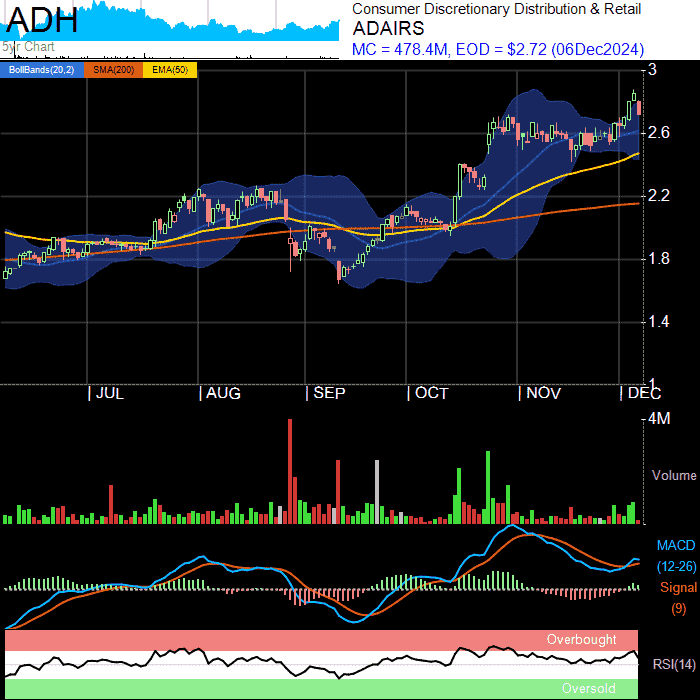 ADH
5yr Chart
Consumer Discretionary Distribution & Retail
ADAIRS
MC = 478.4M, EOD = $2.72 (06Dec2024)
BollBands(20,2) SMA(200) EMA(50)
3
2.6
2.2
1.8
1.4
1
JUL AUG SEP OCT NOV DEC
4M
Volume
MACD
(12-26)
Signal
(9)
Overbought
RSI(14)
Oversold